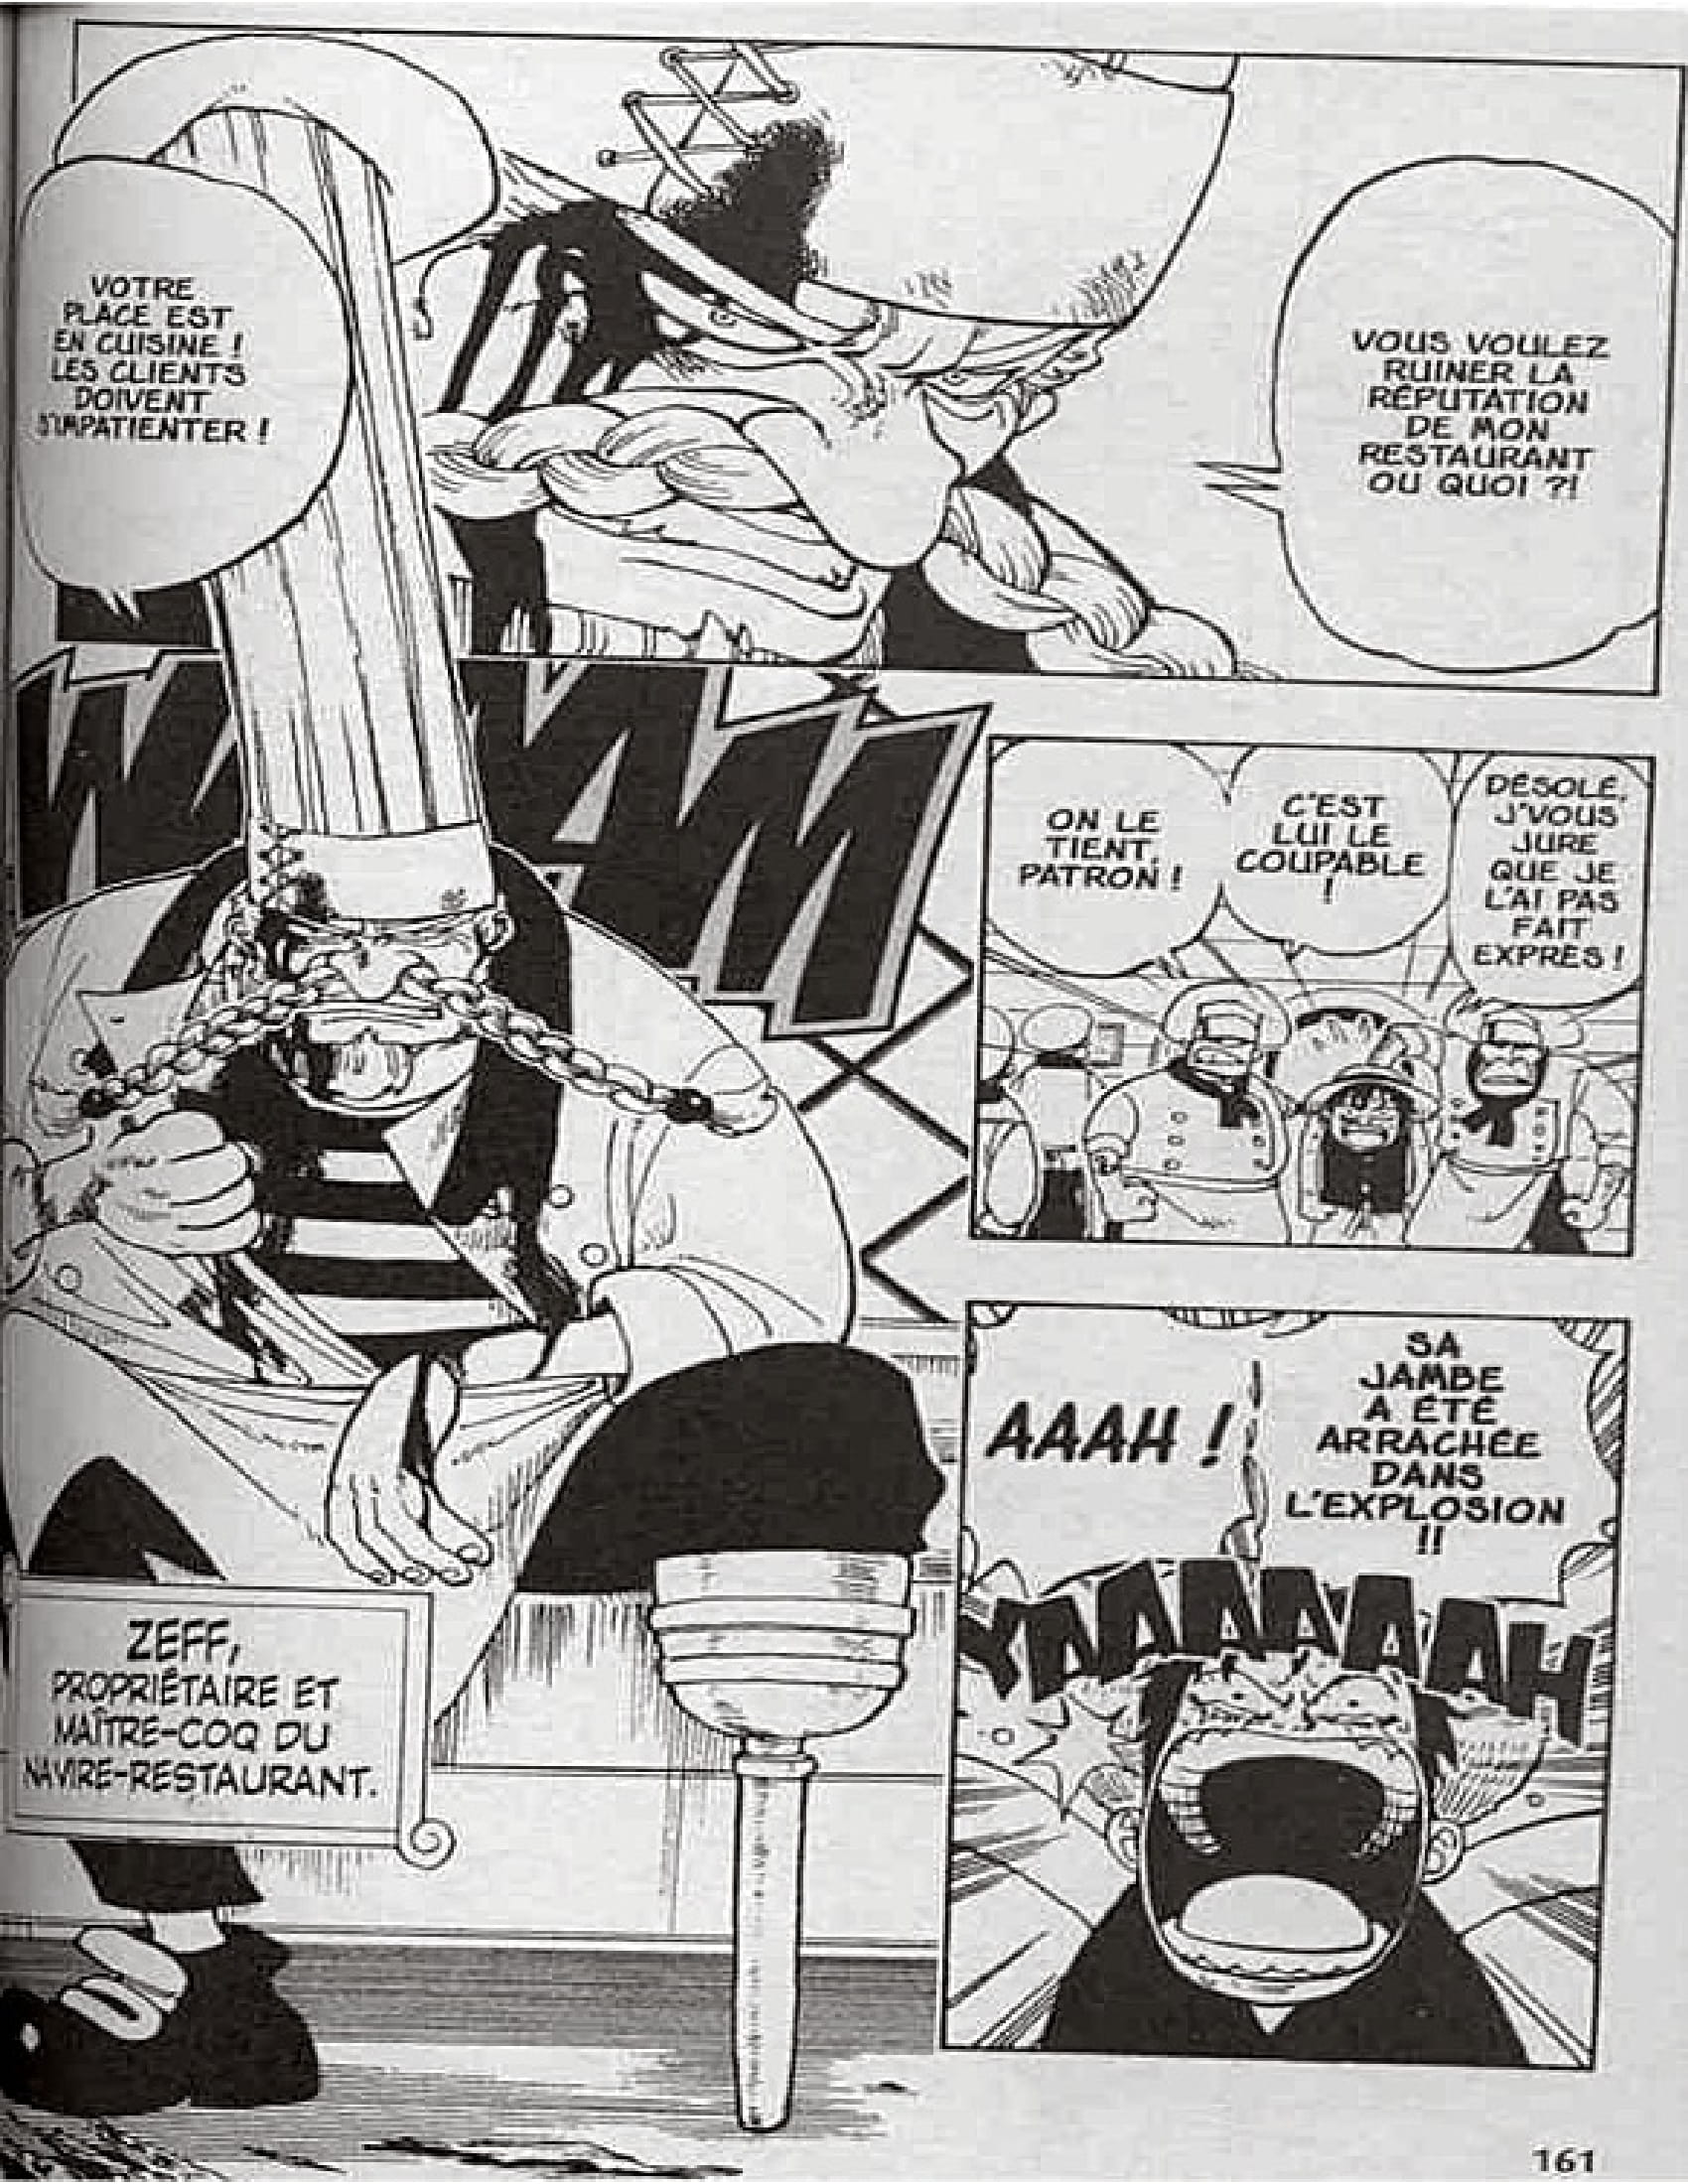 VOUS VOULEZ
RUINER LA
RÉPUTATION
DE MON
RESTAURANT
OU QUOI ?!
VOTRE
PLACE EST
EN CUISINE !
LES CLIENTS
DOIVENT
S'IMPATIENTER !
WAM
DÉSOLÉ,
J'VOUS
JURE
QUE JE
L'AI PAS
FAIT
EXPRÈS !
C'EST
LUI LE
COUPABLE
!
ON LE
TIENT,
PATRON !
SA
JAMBE
A ÉTÉ
ARRACHÉE
DANS
L'EXPLOSION
!!
AAAH !
YAAAAAAH
ZEFF,
PROPRIÉTAIRE ET
MAÎTRE-COQ DU
NAVIRE-RESTAURANT.
161